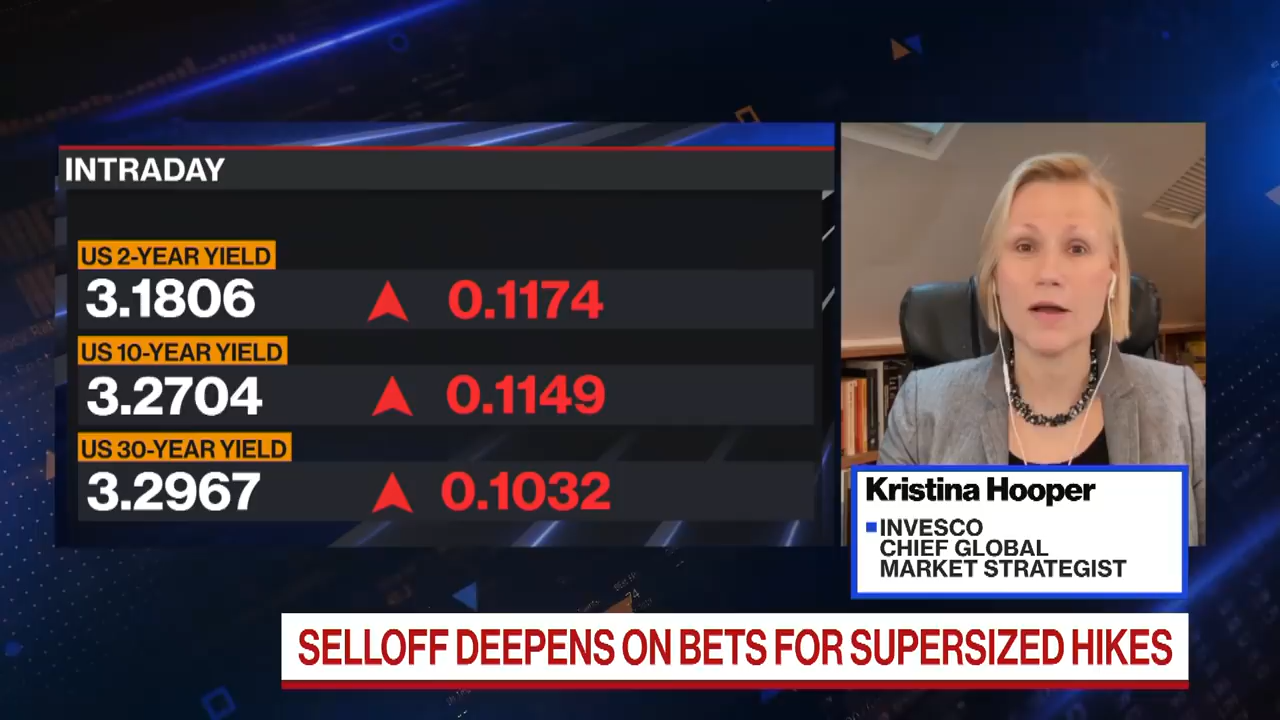 INTRADAY
US 2-YEAR YIELD
3.1806 ▲ 0.1174
US 10-YEAR YIELD
3.2704 ▲ 0.1149
US 30-YEAR YIELD
3.2967 ▲ 0.1032
Kristina Hooper
INVESCO
CHIEF GLOBAL
MARKET STRATEGIST
SELLOFF DEEPENS ON BETS FOR SUPERSIZED HIKES